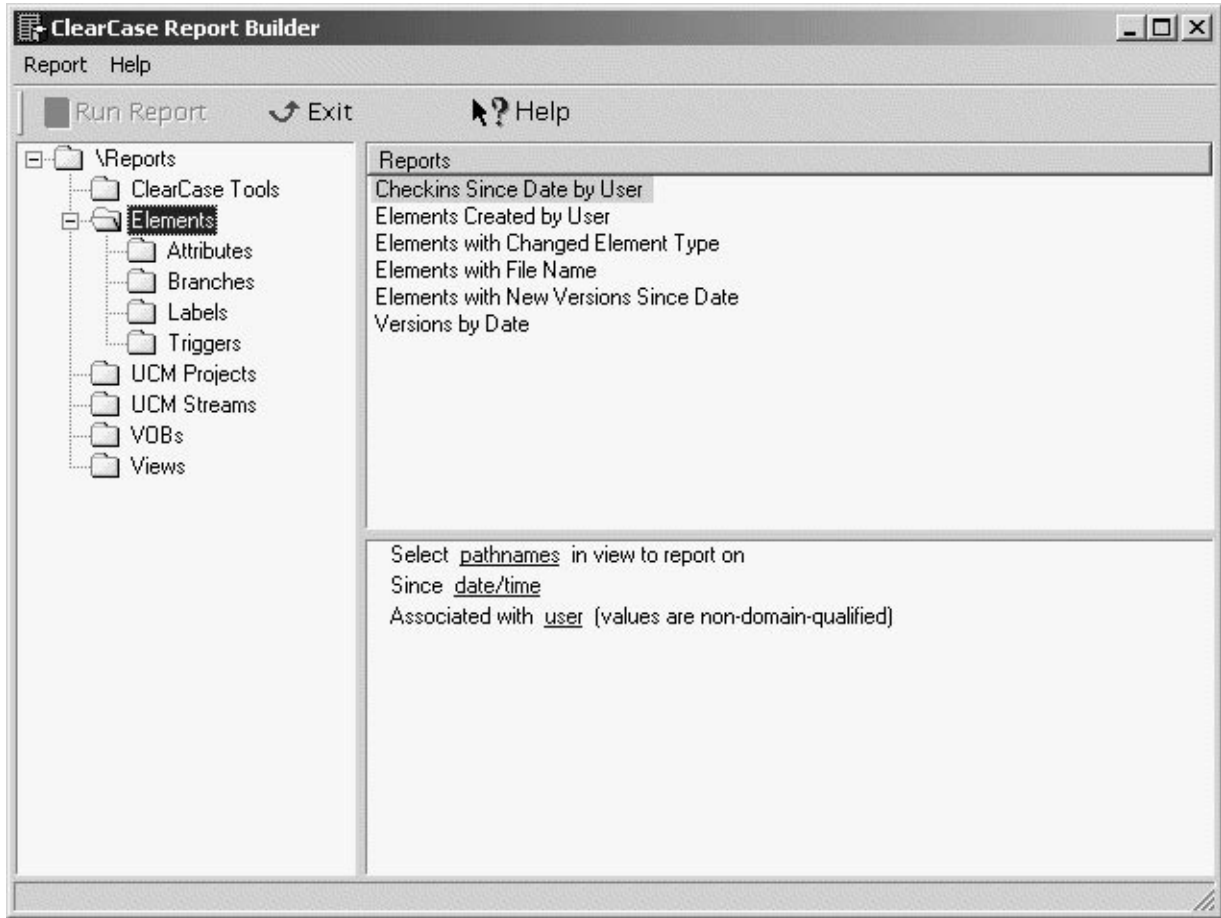 ClearCase Report Builder
Report Help
Run Report Exit Help
\Reports
ClearCase Tools
Elements
Attributes
Branches
Labels
Triggers
UCM Projects
UCM Streams
VOBs
Views
Reports
Checkins Since Date by User
Elements Created by User
Elements with Changed Element Type
Elements with File Name
Elements with New Versions Since Date
Versions by Date
Select pathnames in view to report on
Since date/time
Associated with user (values are non-domain-qualified)